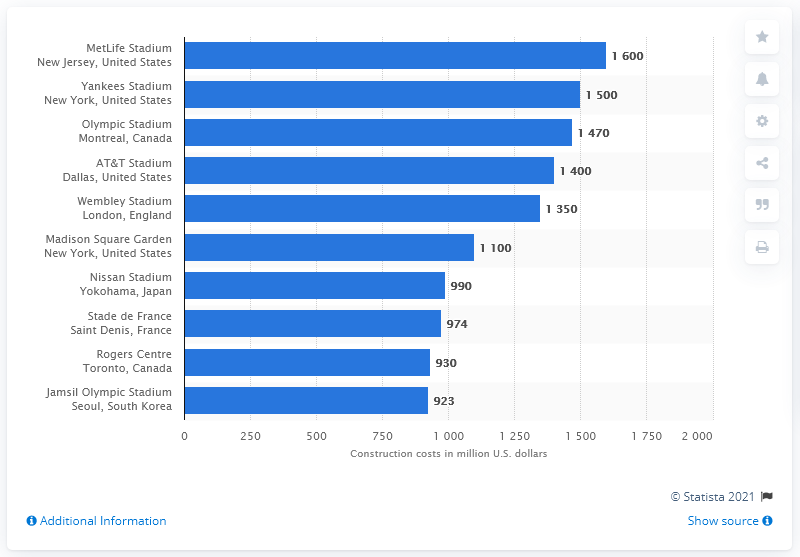 MetLife Stadium
New Jersey, United States
1 600
Yankees Stadium
New York, United States
1 500
Olympic Stadium
Montreal, Canada
1 470
AT&T Stadium
Dallas, United States
1 400
Wembley Stadium
London, England
1 350
Madison Square Garden
New York, United States
1 100
Nissan Stadium
Yokohama, Japan
990
Stade de France
Saint Denis, France
974
Rogers Centre
Toronto, Canada
930
Jamsil Olympic Stadium
Seoul, South Korea
923
0 250 500 750 1 000 1 250 1 500 1 750 2 000
Construction costs in million U.S. dollars
© Statista 2021
Additional Information
Show source